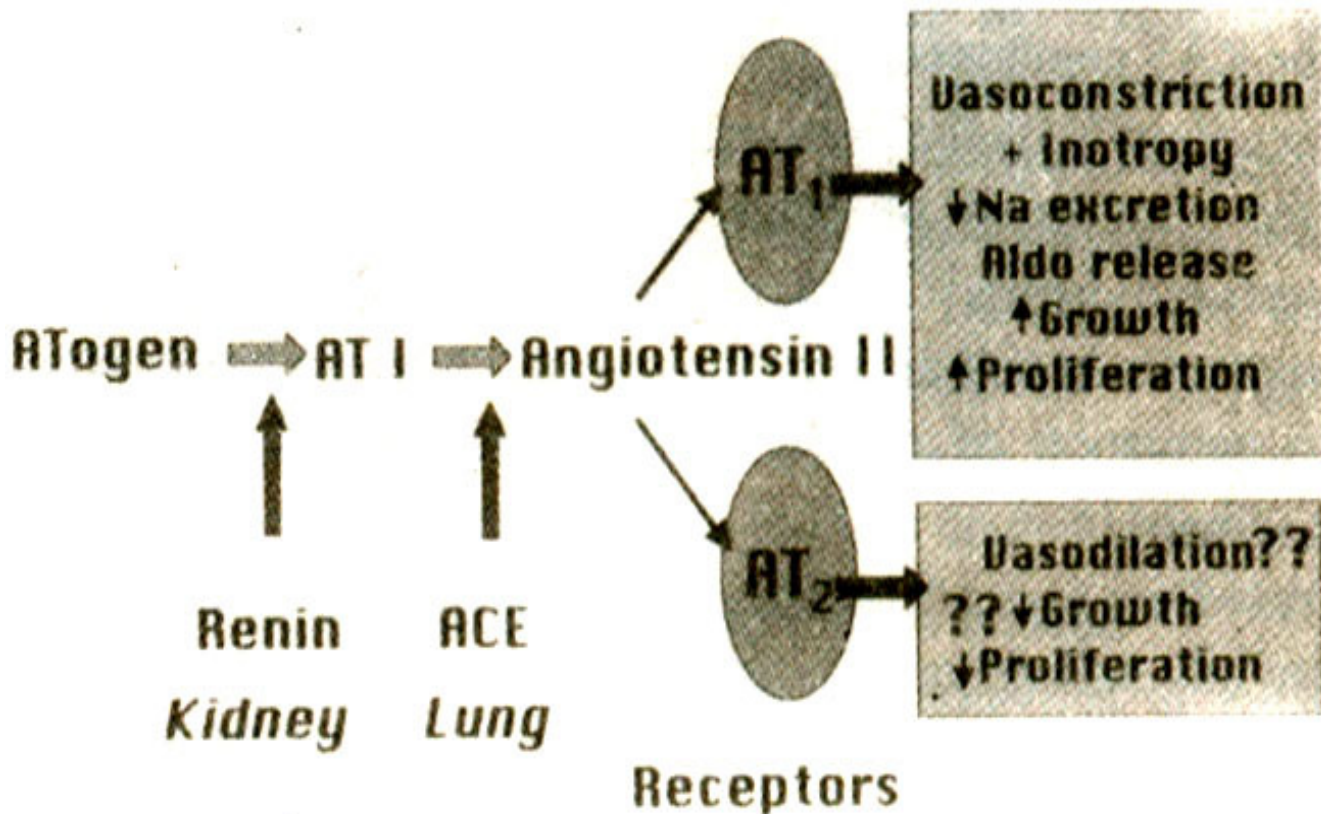 AT₁
Vasoconstriction
+ Inotropy
↓Na excretion
Aldo release
↑Growth
↑Proliferation
ATogen AT I Angiotensin II
AT₂
Vasodilation??
??↓Growth
↓Proliferation
Renin ACE
Kidney Lung
Receptors